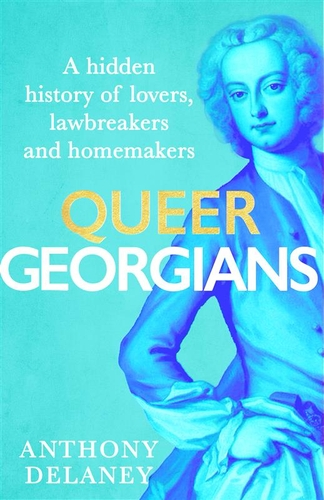 A hidden
history of lovers,
lawbreakers
and homemakers
QUEER
GEORGIANS
ANTHONY
DELANEY